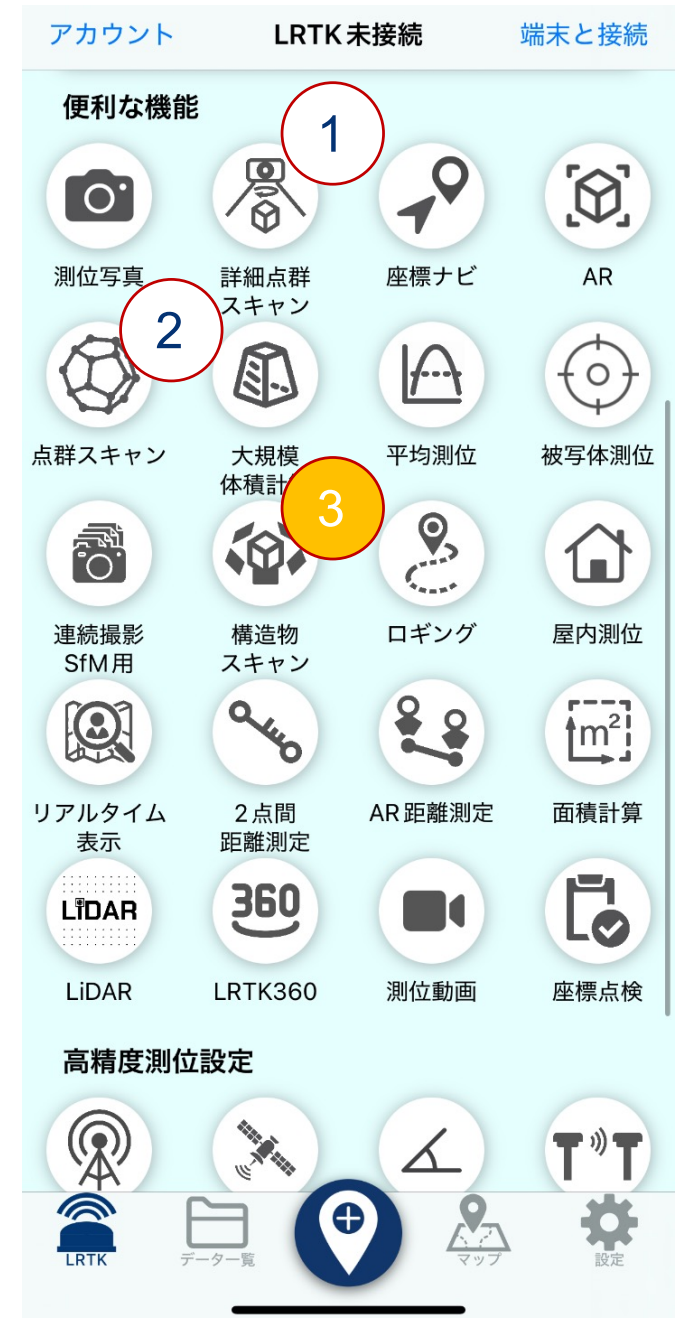 アカウント LRTK未接続 端末と接続
便利な機能
1
測位写真 詳細点群 座標ナビ AR
スキャン
2
点群スキャン 大規模 平均測位 被写体測位
体積計
3
連続撮影 構造物 ロギング 屋内測位
SfM用 スキャン
m²
リアルタイム 2点間 AR距離測定 面積計算
表示 距離測定
LiDAR 360
LiDAR LRTK360 測位動画 座標点検
高精度測位設定
LRTK データ一覧 マップ 設定